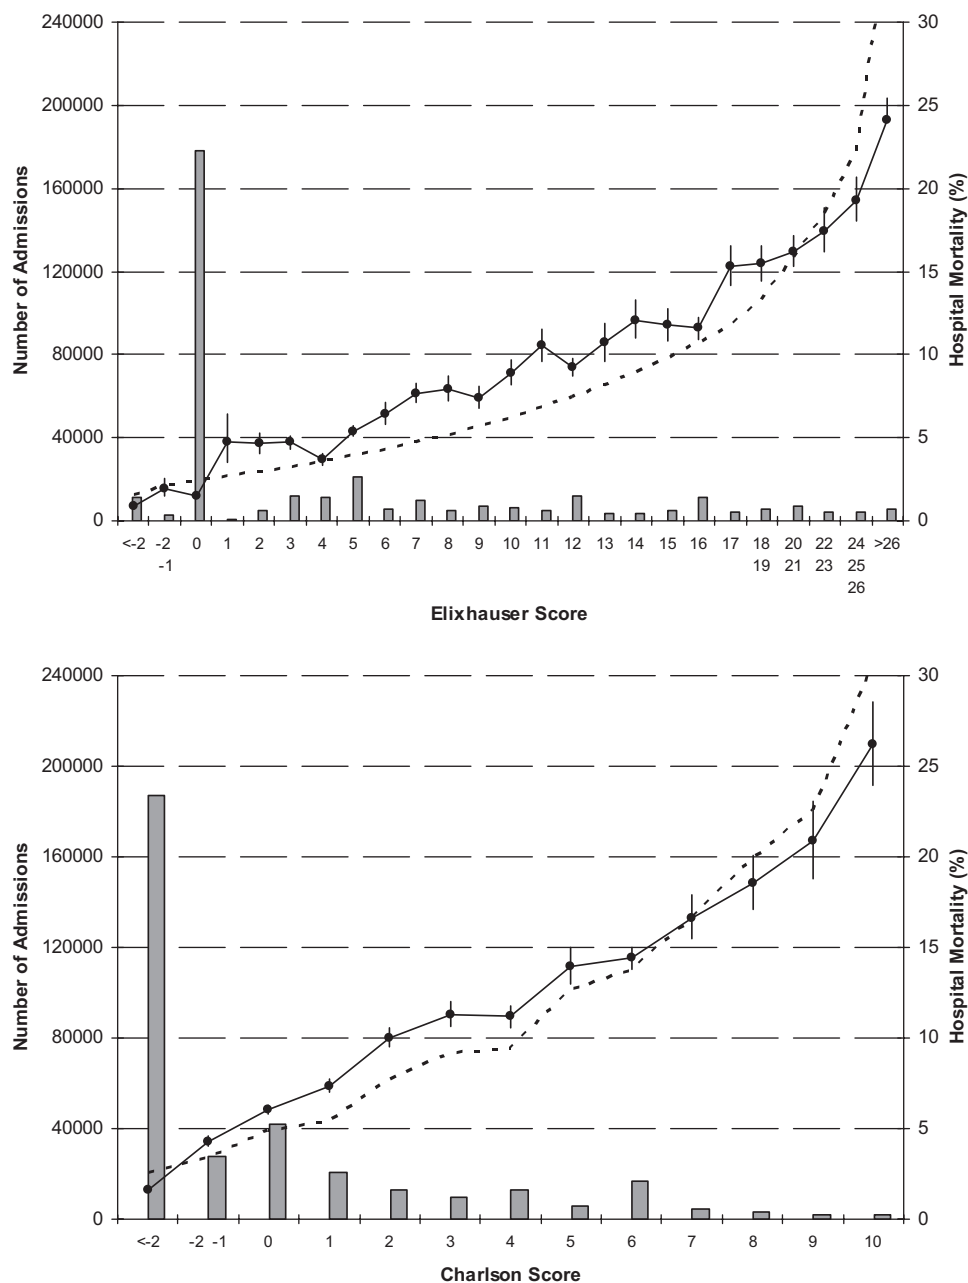 240000 30
200000 25
160000 20
120000 15
80000 10
40000 5
0 0
Number of Admissions
Hospital Mortality (%)
<-2 -2 0 1 2 3 4 5 6 7 8 9 10 11 12 13 14 15 16 17 18 20 22 24 >26
-1 19 21 23 25
26
Elixhauser Score
240000 30
200000 25
160000 20
120000 15
80000 10
40000 5
0 0
Number of Admissions
Hospital Mortality (%)
<-2 -2 -1 0 1 2 3 4 5 6 7 8 9 10
Charlson Score